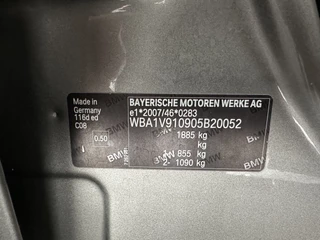 Made in
Germany
116d ed
C08
0.50
BAYERISCHE MOTOREN WERKE AG
e1*2007/46*0283
WBA1V910905B20052
1885 kg
kg
1- 855 kg
2- 1090 kg
BMW